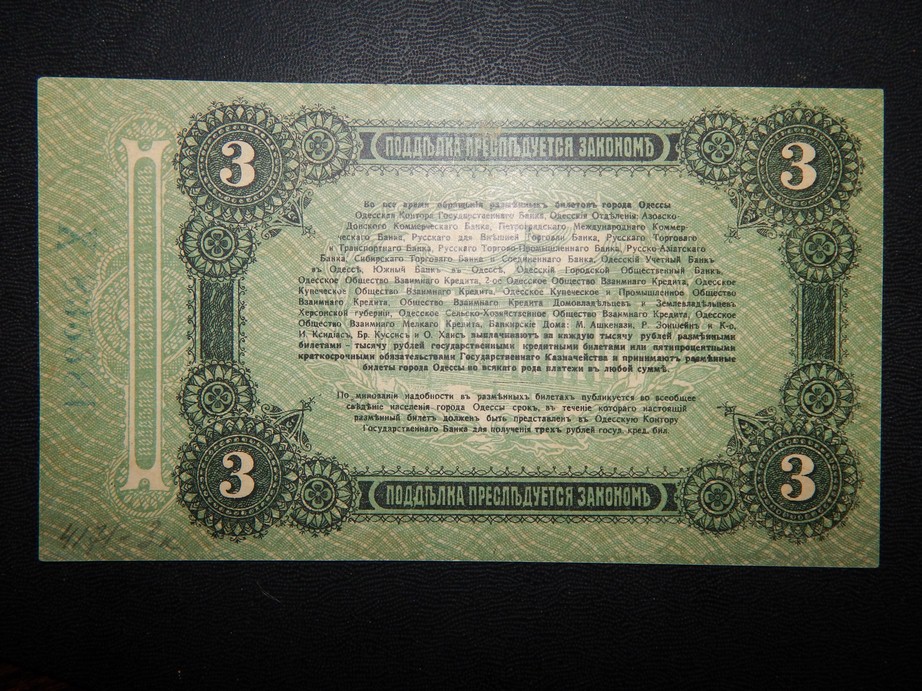 3 ПОДДѢЛКА ПРЕСЛѢДУЕТСЯ ЗАКОНОМЪ 3
Во все время обращенія размѣнныхъ билетовъ города Одессы
Одесская Контора Государственнаго Банка, Одесскія Отдѣленія: Азовско-
Донского Коммерческаго Банка, Петроградскаго Международнаго Коммер-
ческаго Банка, Русскаго для Внѣшней Торговли Банка, Русскаго Торговаго
и Транспортнаго Банка, Русскаго Торгово-Промышленнаго Банка, Русско-Азіатскаго
Банка, Сибирскаго Торговаго Банка, Соединеннаго Банка, Одесскій Учетный Банкъ
въ Одессѣ, Южный Банкъ въ Одессѣ, Одесскій Городской Общественный Банкъ,
Одесское Общество Взаимнаго Кредита, 2-ое Одесское Общество Взаимнаго Кредита, Одесское
Купеческое Общество Взаимнаго Кредита, Одесское Купеческое и Промышленное Общество
Взаимнаго Кредита, Общество Взаимнаго Кредита Домовладѣльцевъ и Землевладѣльцевъ
Херсонской губерніи, Одесское Сельско-Хозяйственное Общество Взаимнаго Кредита, Одесское
Общество Взаимнаго Мелкаго Кредита, Банкирскіе Дома: М. Ашкенази, Р. Зоншейнъ и К-о,
И. Ксидіасъ, Бр. Куссисъ и О. Хаисъ выплачиваютъ за каждую тысячу рублей размѣнными
билетами - тысячу рублей государственными кредитными билетами или пятипроцентными
краткосрочными обязательствами Государственнаго Казначейства и принимаютъ размѣнные
билеты города Одессы во всякаго рода платежи въ любой суммѣ.
По минованіи надобности въ размѣнныхъ билетахъ публикуется во всеобщее
свѣдѣніе населенія города Одессы срокъ, въ теченіе котораго настоящій
размѣнный билетъ долженъ быть представленъ въ Одесскую Контору
Государственнаго Банка для полученія трехъ рублей госуд. кред. бил.
3 ПОДДѢЛКА ПРЕСЛѢДУЕТСЯ ЗАКОНОМЪ 3